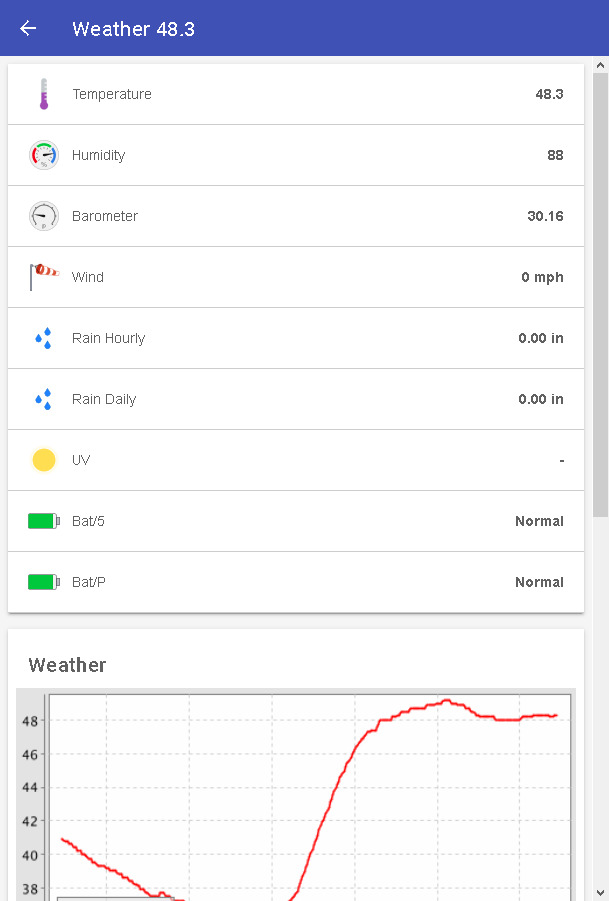 Weather 48.3
Temperature 48.3
Humidity 88
Barometer 30.16
Wind 0 mph
Rain Hourly 0.00 in
Rain Daily 0.00 in
UV -
Bat/5 Normal
Bat/P Normal
Weather
48
46
44
42
40
38